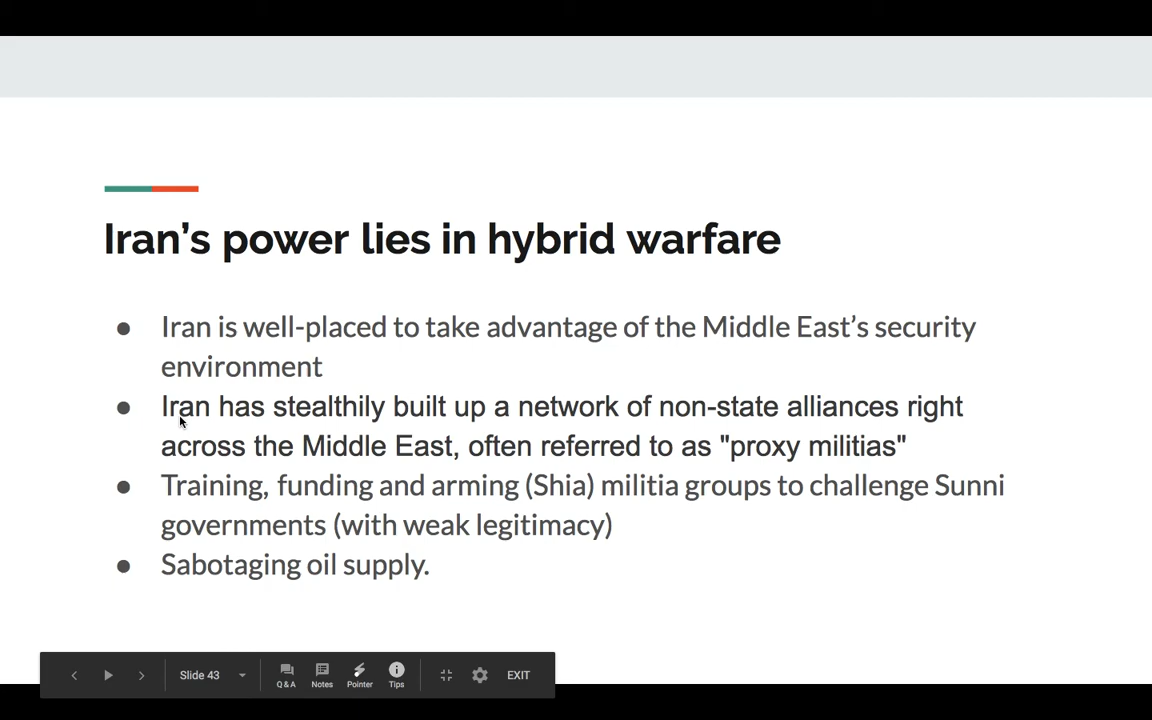 Iran’s power lies in hybrid warfare
● Iran is well-placed to take advantage of the Middle East’s security
environment
● Iran has stealthily built up a network of non-state alliances right
across the Middle East, often referred to as "proxy militias"
● Training, funding and arming (Shia) militia groups to challenge Sunni
governments (with weak legitimacy)
● Sabotaging oil supply.
Slide 43 Q & A Notes Pointer Tips EXIT